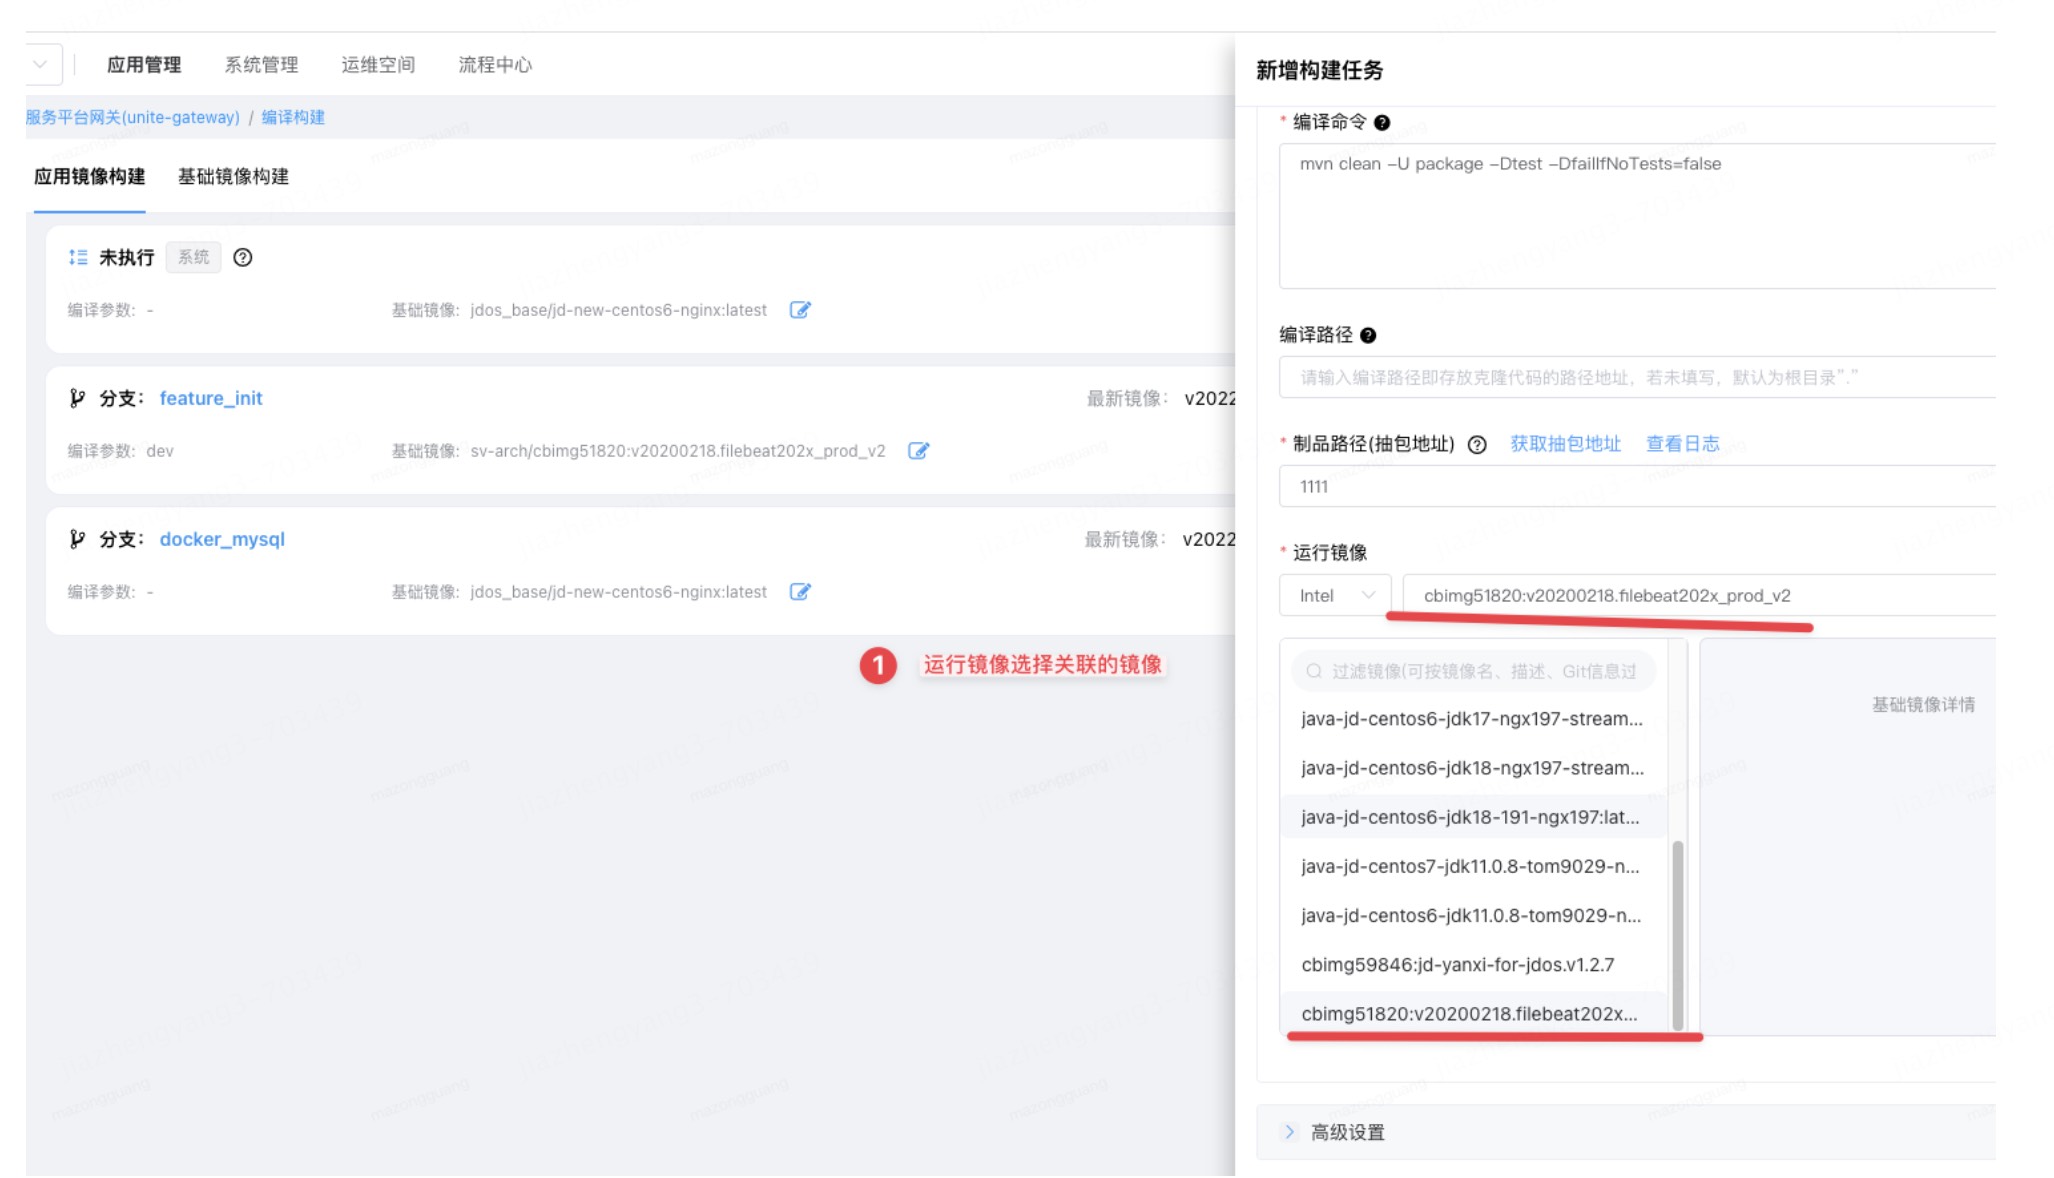 应用管理 系统管理 运维空间 流程中心
服务平台网关(unite-gateway) / 编译构建
应用镜像构建 基础镜像构建
未执行 系统
编译参数: - 基础镜像: jdos_base/jd-new-centos6-nginx:latest
分支: feature_init 最新镜像: v2022
编译参数: dev 基础镜像: sv-arch/cbimg51820:v20200218.filebeat202x_prod_v2
分支: docker_mysql 最新镜像: v2022
编译参数: - 基础镜像: jdos_base/jd-new-centos6-nginx:latest
1 运行镜像选择关联的镜像
新增构建任务
* 编译命令
mvn clean -U package -Dtest -DfailIfNoTests=false
编译路径
请输入编译路径即存放克隆代码的路径地址，若未填写，默认为根目录"."
* 制品路径(抽包地址) 获取抽包地址 查看日志
1111
* 运行镜像
Intel cbimg51820:v20200218.filebeat202x_prod_v2
过滤镜像(可按镜像名、描述、Git信息过
java-jd-centos6-jdk17-ngx197-stream...
java-jd-centos6-jdk18-ngx197-stream...
java-jd-centos6-jdk18-191-ngx197:lat...
java-jd-centos7-jdk11.0.8-tom9029-n...
java-jd-centos6-jdk11.0.8-tom9029-n...
cbimg59846:jd-yanxi-for-jdos.v1.2.7
cbimg51820:v20200218.filebeat202x...
基础镜像详情
高级设置
mazongguang
jiazhengyang3-703439